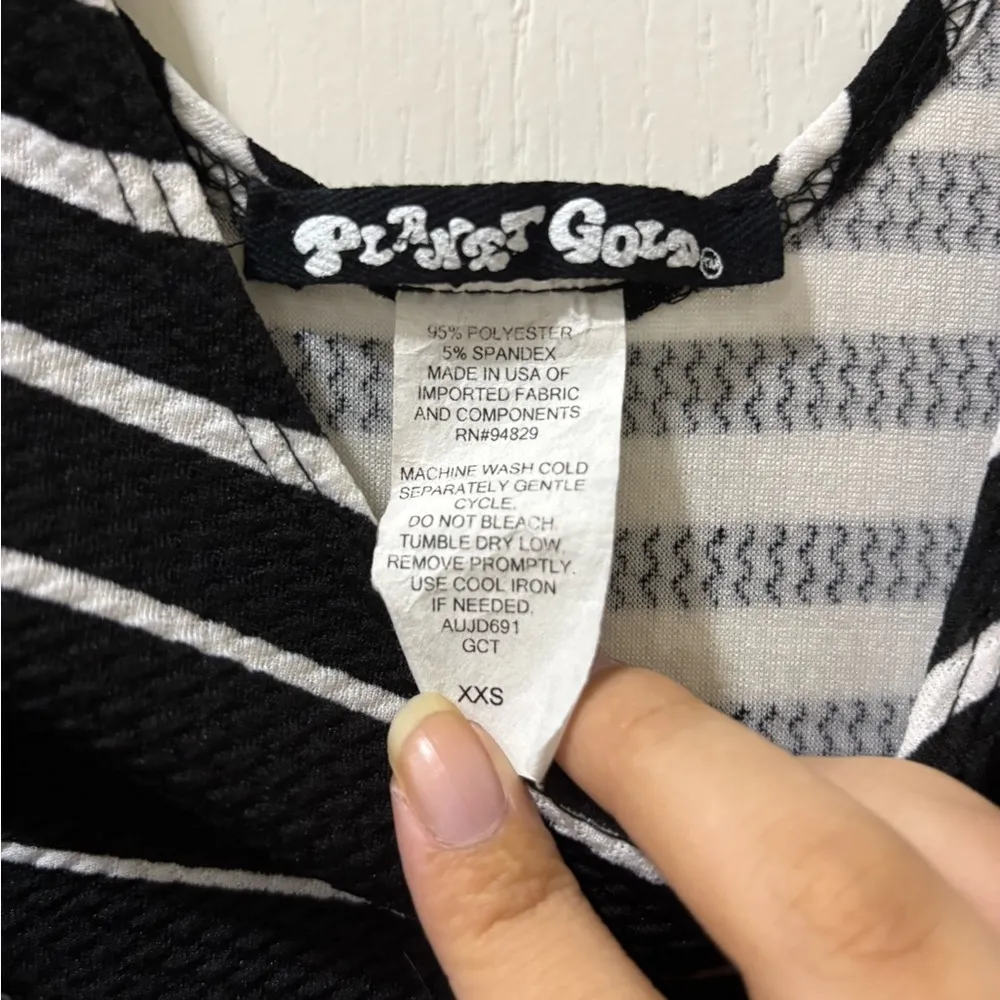 PLANET GOLD
95% POLYESTER
5% SPANDEX
MADE IN USA OF
IMPORTED FABRIC
AND COMPONENTS
RN#94829
MACHINE WASH COLD
SEPARATELY GENTLE
CYCLE.
DO NOT BLEACH.
TUMBLE DRY LOW,
REMOVE PROMPTLY.
USE COOL IRON
IF NEEDED.
AUJD691
GCT
XXS